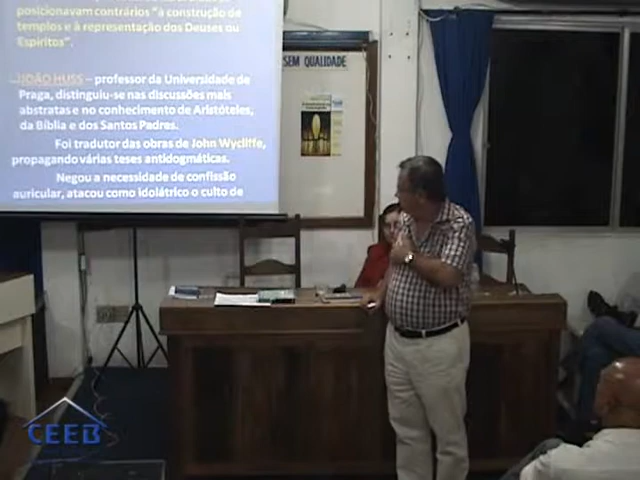 posicionavam contrários "à construção de
templos e à representação dos Deuses ou
Espíritos".
JOÃO HUSS – professor da Universidade de
Praga, distinguiu-se nas discussões mais
abstratas e no conhecimento de Aristóteles,
da Bíblia e dos Santos Padres.
Foi tradutor das obras de John Wycliffe,
propagando várias teses antidogmáticas.
Negou a necessidade de confissão
auricular, atacou como idolátrico o culto de
SEM QUALIDADE
CEEB